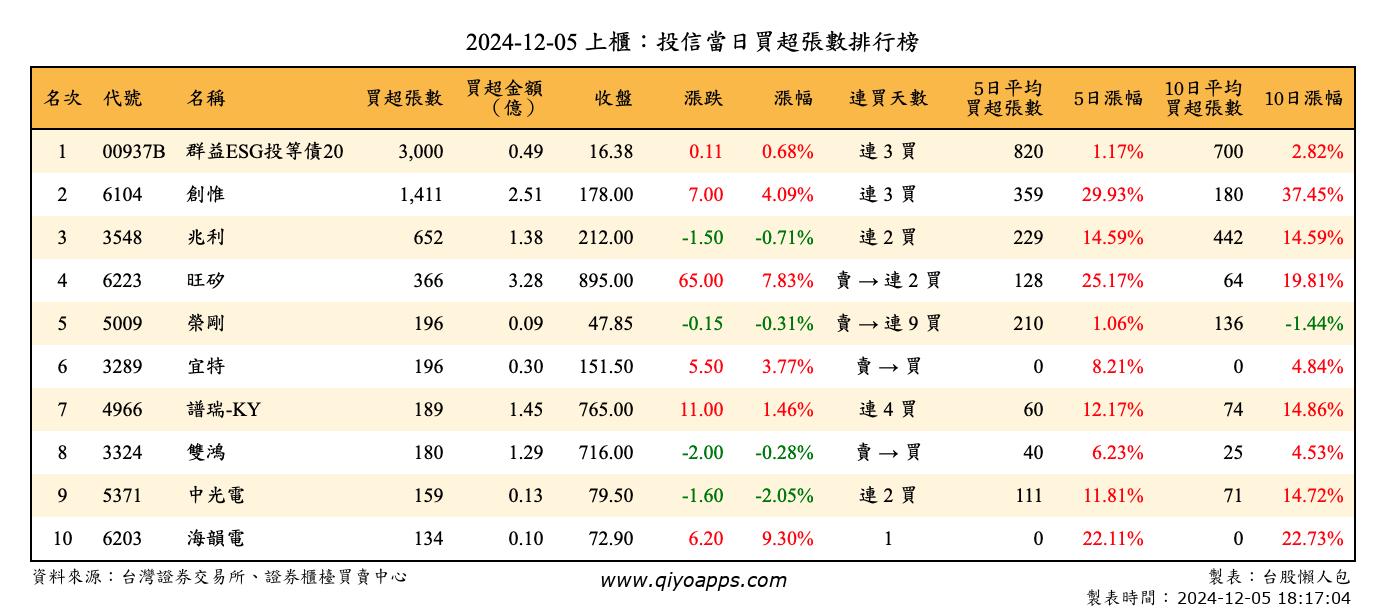 2024-12-05 上櫃：投信當日買超張數排行榜
名次 代號 名稱 買超張數 買超金額（億） 收盤 漲跌 漲幅 連買天數 5日平均買超張數 5日漲幅 10日平均買超張數 10日漲幅
1 00937B 群益ESG投等債20 3,000 0.49 16.38 0.11 0.68% 連 3 買 820 1.17% 700 2.82%
2 6104 創惟 1,411 2.51 178.00 7.00 4.09% 連 3 買 359 29.93% 180 37.45%
3 3548 兆利 652 1.38 212.00 -1.50 -0.71% 連 2 買 229 14.59% 442 14.59%
4 6223 旺矽 366 3.28 895.00 65.00 7.83% 賣 → 連 2 買 128 25.17% 64 19.81%
5 5009 榮剛 196 0.09 47.85 -0.15 -0.31% 賣 → 連 9 買 210 1.06% 136 -1.44%
6 3289 宜特 196 0.30 151.50 5.50 3.77% 賣 → 買 0 8.21% 0 4.84%
7 4966 譜瑞-KY 189 1.45 765.00 11.00 1.46% 連 4 買 60 12.17% 74 14.86%
8 3324 雙鴻 180 1.29 716.00 -2.00 -0.28% 賣 → 買 40 6.23% 25 4.53%
9 5371 中光電 159 0.13 79.50 -1.60 -2.05% 連 2 買 111 11.81% 71 14.72%
10 6203 海韻電 134 0.10 72.90 6.20 9.30% 1 0 22.11% 0 22.73%
資料來源：台灣證券交易所、證券櫃檯買賣中心 www.qiyoapps.com 製表：台股懶人包
製表時間：2024-12-05 18:17:04